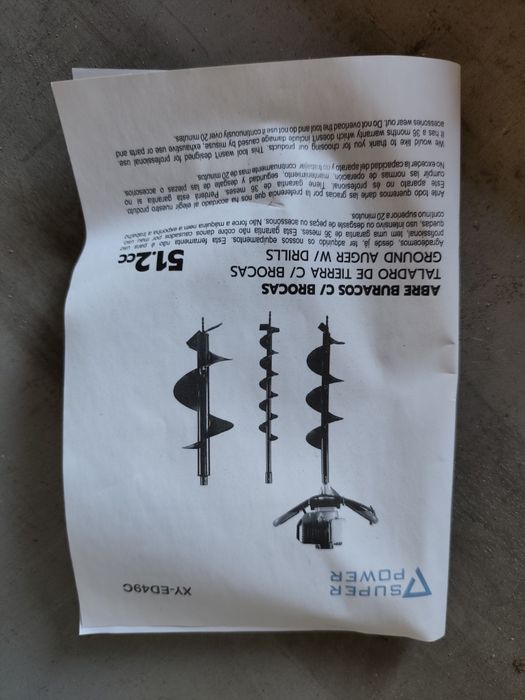 SUPER
POWER
XY-ED49C
ABRE BURACOS C/ BROCAS
TALADRO DE TIERRA C/ BROCAS
GROUND AUGER W/ DRILLS
51.2cc
Agradecemos, desde já, ter adquirido os nossos equipamentos. Esta ferramenta não é para uso
profissional, tem uma garantia de 36 meses. Esta garantia não cobre danos causados por mau uso,
quedas, uso intensivo ou desgaste de peças ou acessórios. Não force a máquina nem a exponha a trabalho
contínuo superior a 20 minutos.
Ante todo queremos darle las gracias por la preferencia que nos ha acordado al elegir nuestro producto.
Este aparato no és profesional. Tiene garantía de 36 meses. Perderá esta garantía si no
cumplir las normas de operación, mantenimiento, seguridad y desgate de las piezas o accesorios.
No exceder la capacidad del aparato y no trabajar continuamente mas de 20 minutos.
We would like to thank you for choosing our products. This tool wasn't designed for professional use.
It has a 36 months warranty which doesn't include damage caused by misuse, exhaustive use or use and parts and
accessories wear out. Do not overload the tool and do not use it continuously over 20 minutes.